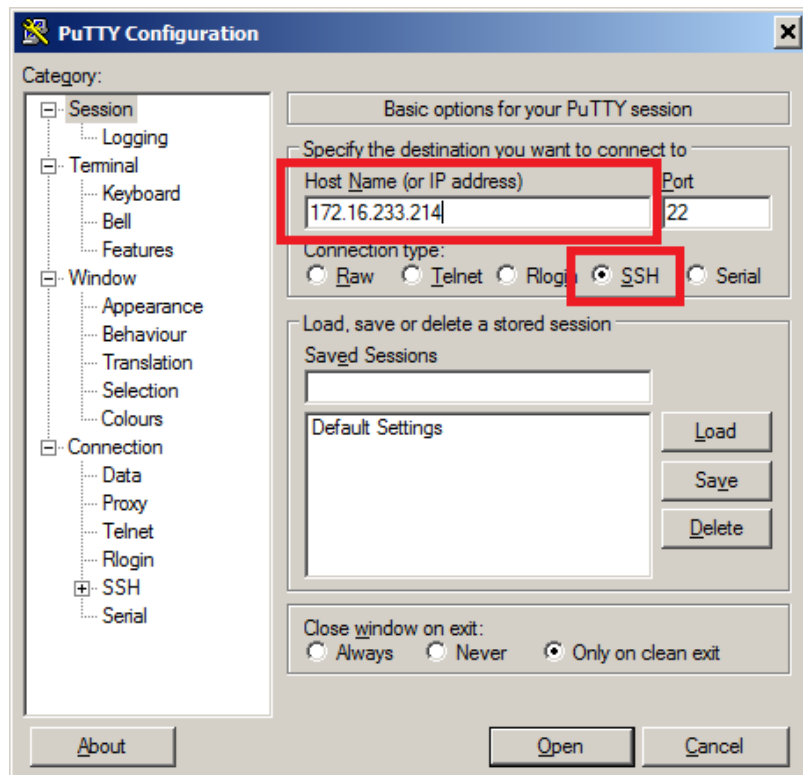 PuTTY Configuration
Category:
Session
Logging
Terminal
Keyboard
Bell
Features
Window
Appearance
Behaviour
Translation
Selection
Colours
Connection
Data
Proxy
Telnet
Rlogin
SSH
Serial
Basic options for your PuTTY session
Specify the destination you want to connect to
Host Name (or IP address) Port
172.16.233.214 22
Connection type:
Raw Telnet Rlogin SSH Serial
Load, save or delete a stored session
Saved Sessions
Default Settings
Load
Save
Delete
Close window on exit:
Always Never Only on clean exit
About Open Cancel